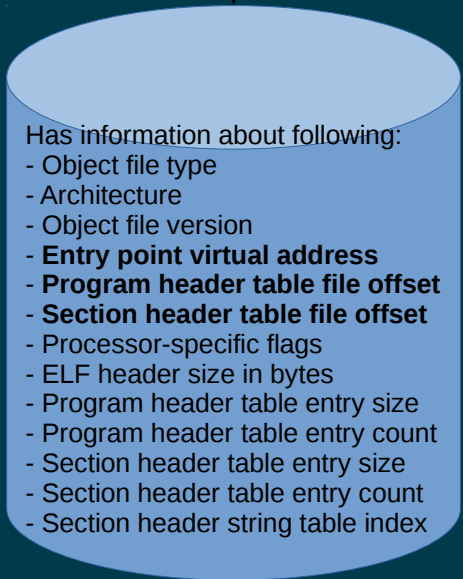 Has information about following:
- Object file type
- Architecture
- Object file version
- Entry point virtual address
- Program header table file offset
- Section header table file offset
- Processor-specific flags
- ELF header size in bytes
- Program header table entry size
- Program header table entry count
- Section header table entry size
- Section header table entry count
- Section header string table index